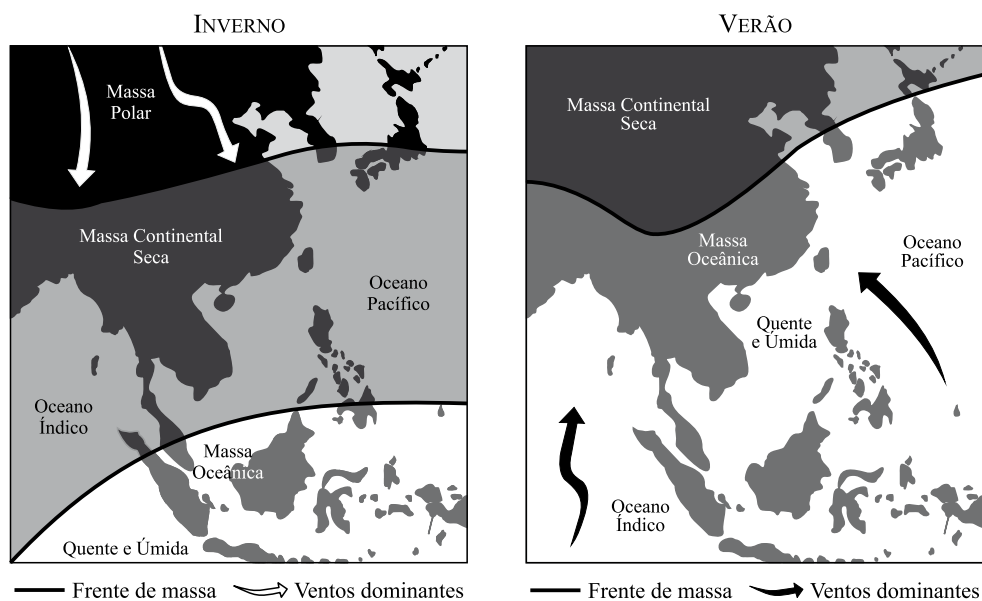 INVERNO
Massa
Polar
Massa Continental
Seca
Oceano
Pacífico
Oceano
Índico
Massa
Oceânica
Quente e Úmida
Frente de massa
Ventos dominantes
VERÃO
Massa Continental
Seca
Massa
Oceânica
Oceano
Pacífico
Quente
e Úmida
Oceano
Índico
Frente de massa
Ventos dominantes